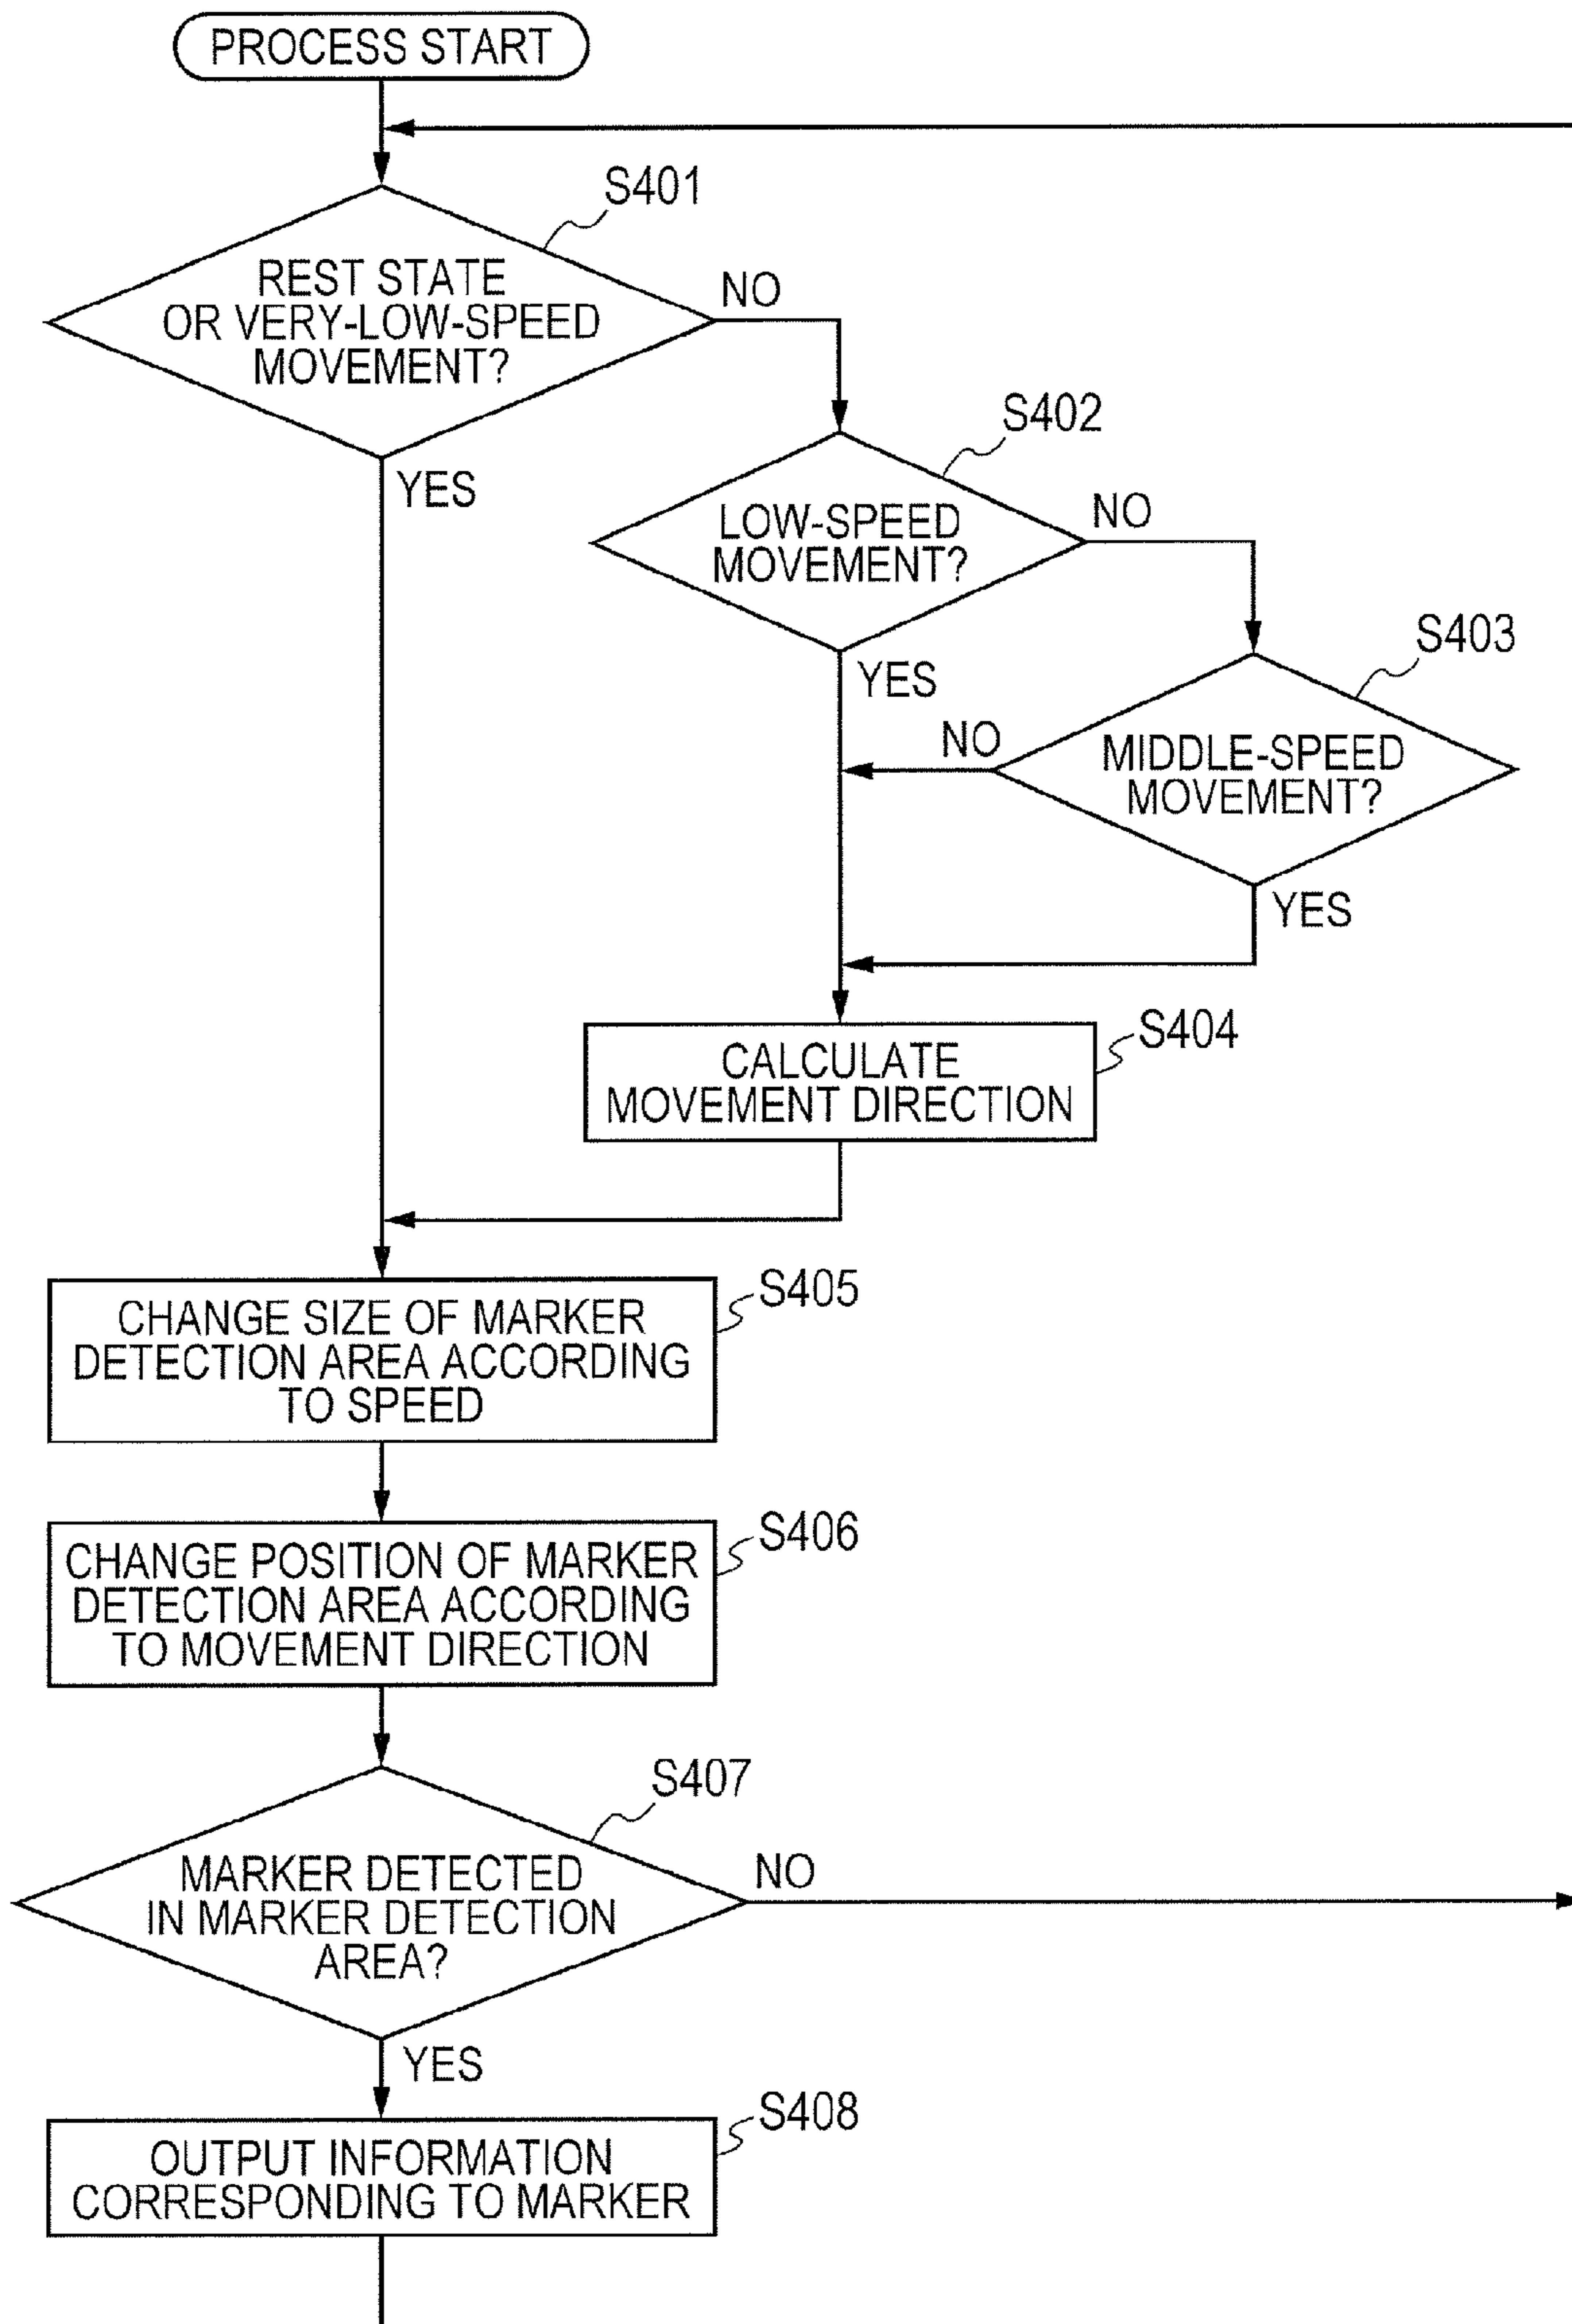 PROCESS START
S401
REST STATE
OR VERY-LOW-SPEED
MOVEMENT?
NO
YES
S402
LOW-SPEED
MOVEMENT?
NO
YES
S403
MIDDLE-SPEED
MOVEMENT?
NO
YES
S404
CALCULATE
MOVEMENT DIRECTION
S405
CHANGE SIZE OF MARKER
DETECTION AREA ACCORDING
TO SPEED
S406
CHANGE POSITION OF MARKER
DETECTION AREA ACCORDING
TO MOVEMENT DIRECTION
S407
MARKER DETECTED
IN MARKER DETECTION
AREA?
NO
YES
S408
OUTPUT INFORMATION
CORRESPONDING TO MARKER